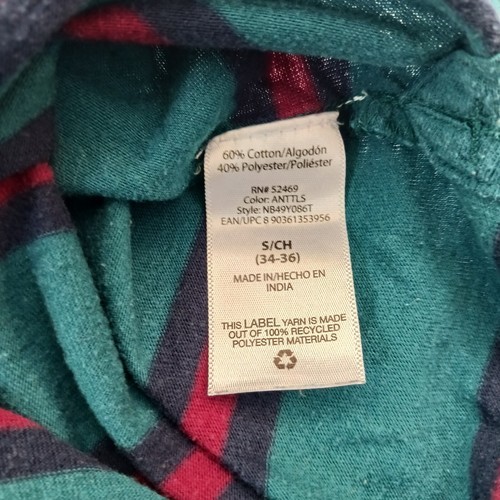 60% Cotton/Algodón
40% Polyester/Poliéster
RN# 52469
Color: ANTTLS
Style: NB49Y086T
EAN/UPC 8 90361353956
S/CH
(34-36)
MADE IN/HECHO EN
INDIA
THIS LABEL YARN IS MADE
OUT OF 100% RECYCLED
POLYESTER MATERIALS